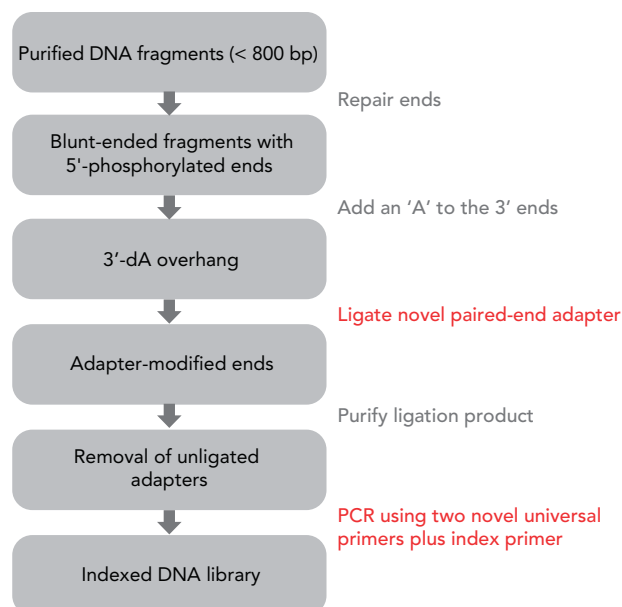 Purified DNA fragments (< 800 bp)
Repair ends
Blunt-ended fragments with
5'-phosphorylated ends
Add an ‘A’ to the 3’ ends
3’-dA overhang
Ligate novel paired-end adapter
Adapter-modified ends
Purify ligation product
Removal of unligated
adapters
PCR using two novel universal
primers plus index primer
Indexed DNA library